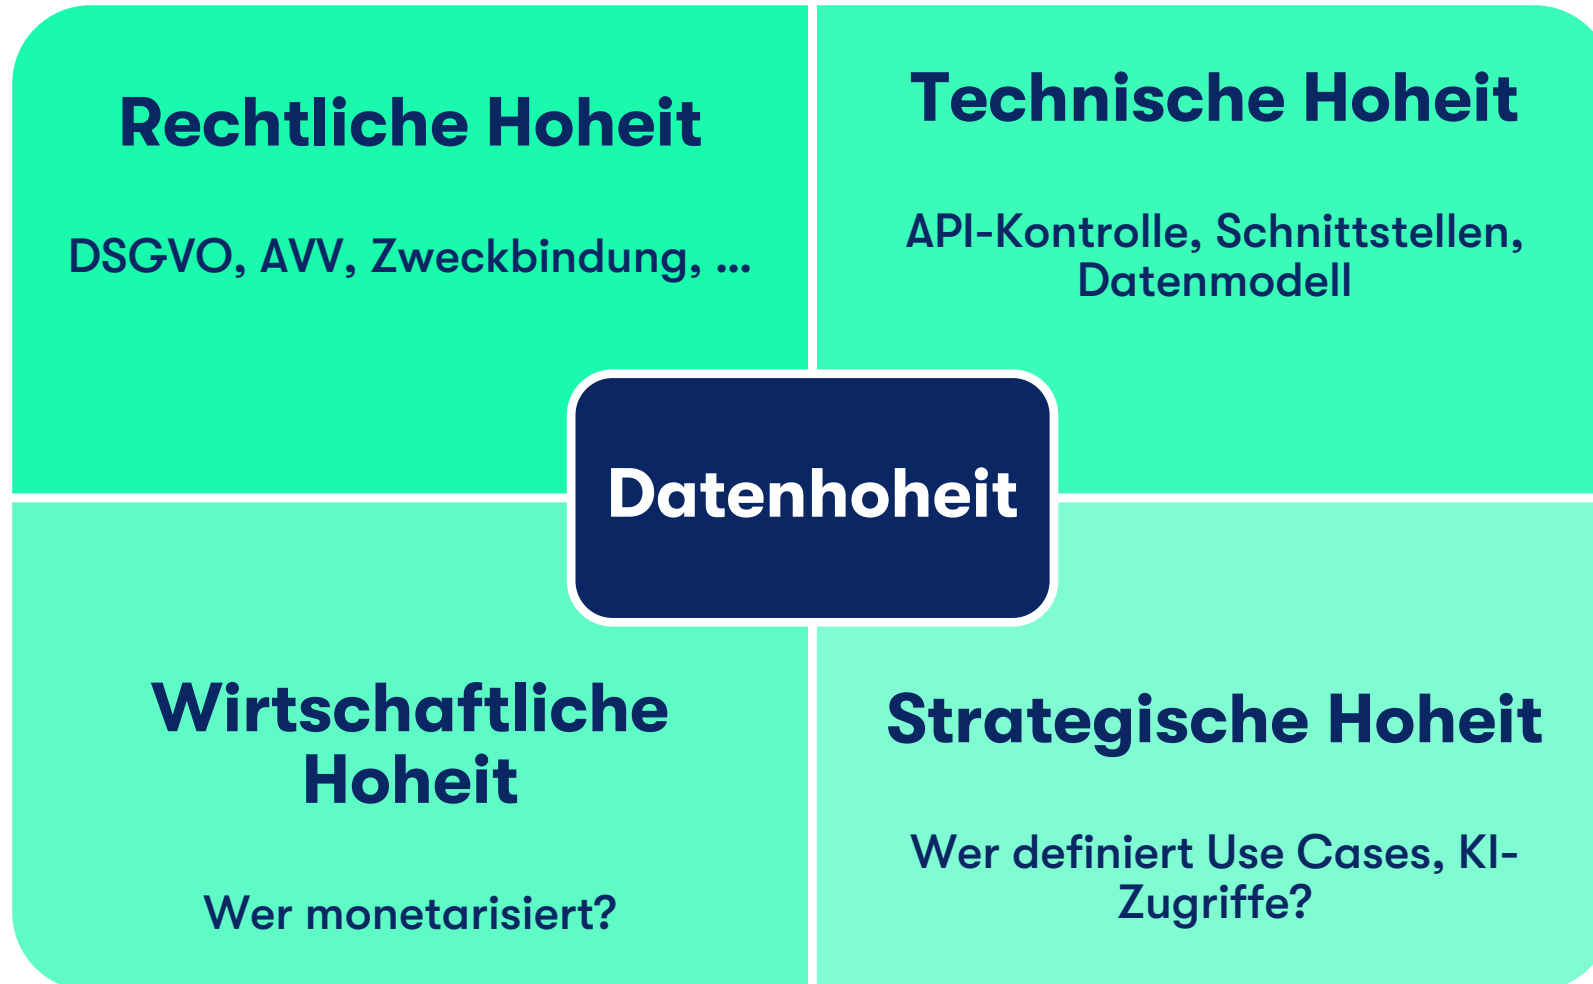 Rechtliche Hoheit
DSGVO, AVV, Zweckbindung, ...
Technische Hoheit
API-Kontrolle, Schnittstellen,
Datenmodell
Datenhoheit
Wirtschaftliche
Hoheit
Wer monetarisiert?
Strategische Hoheit
Wer definiert Use Cases, KI-
Zugriffe?